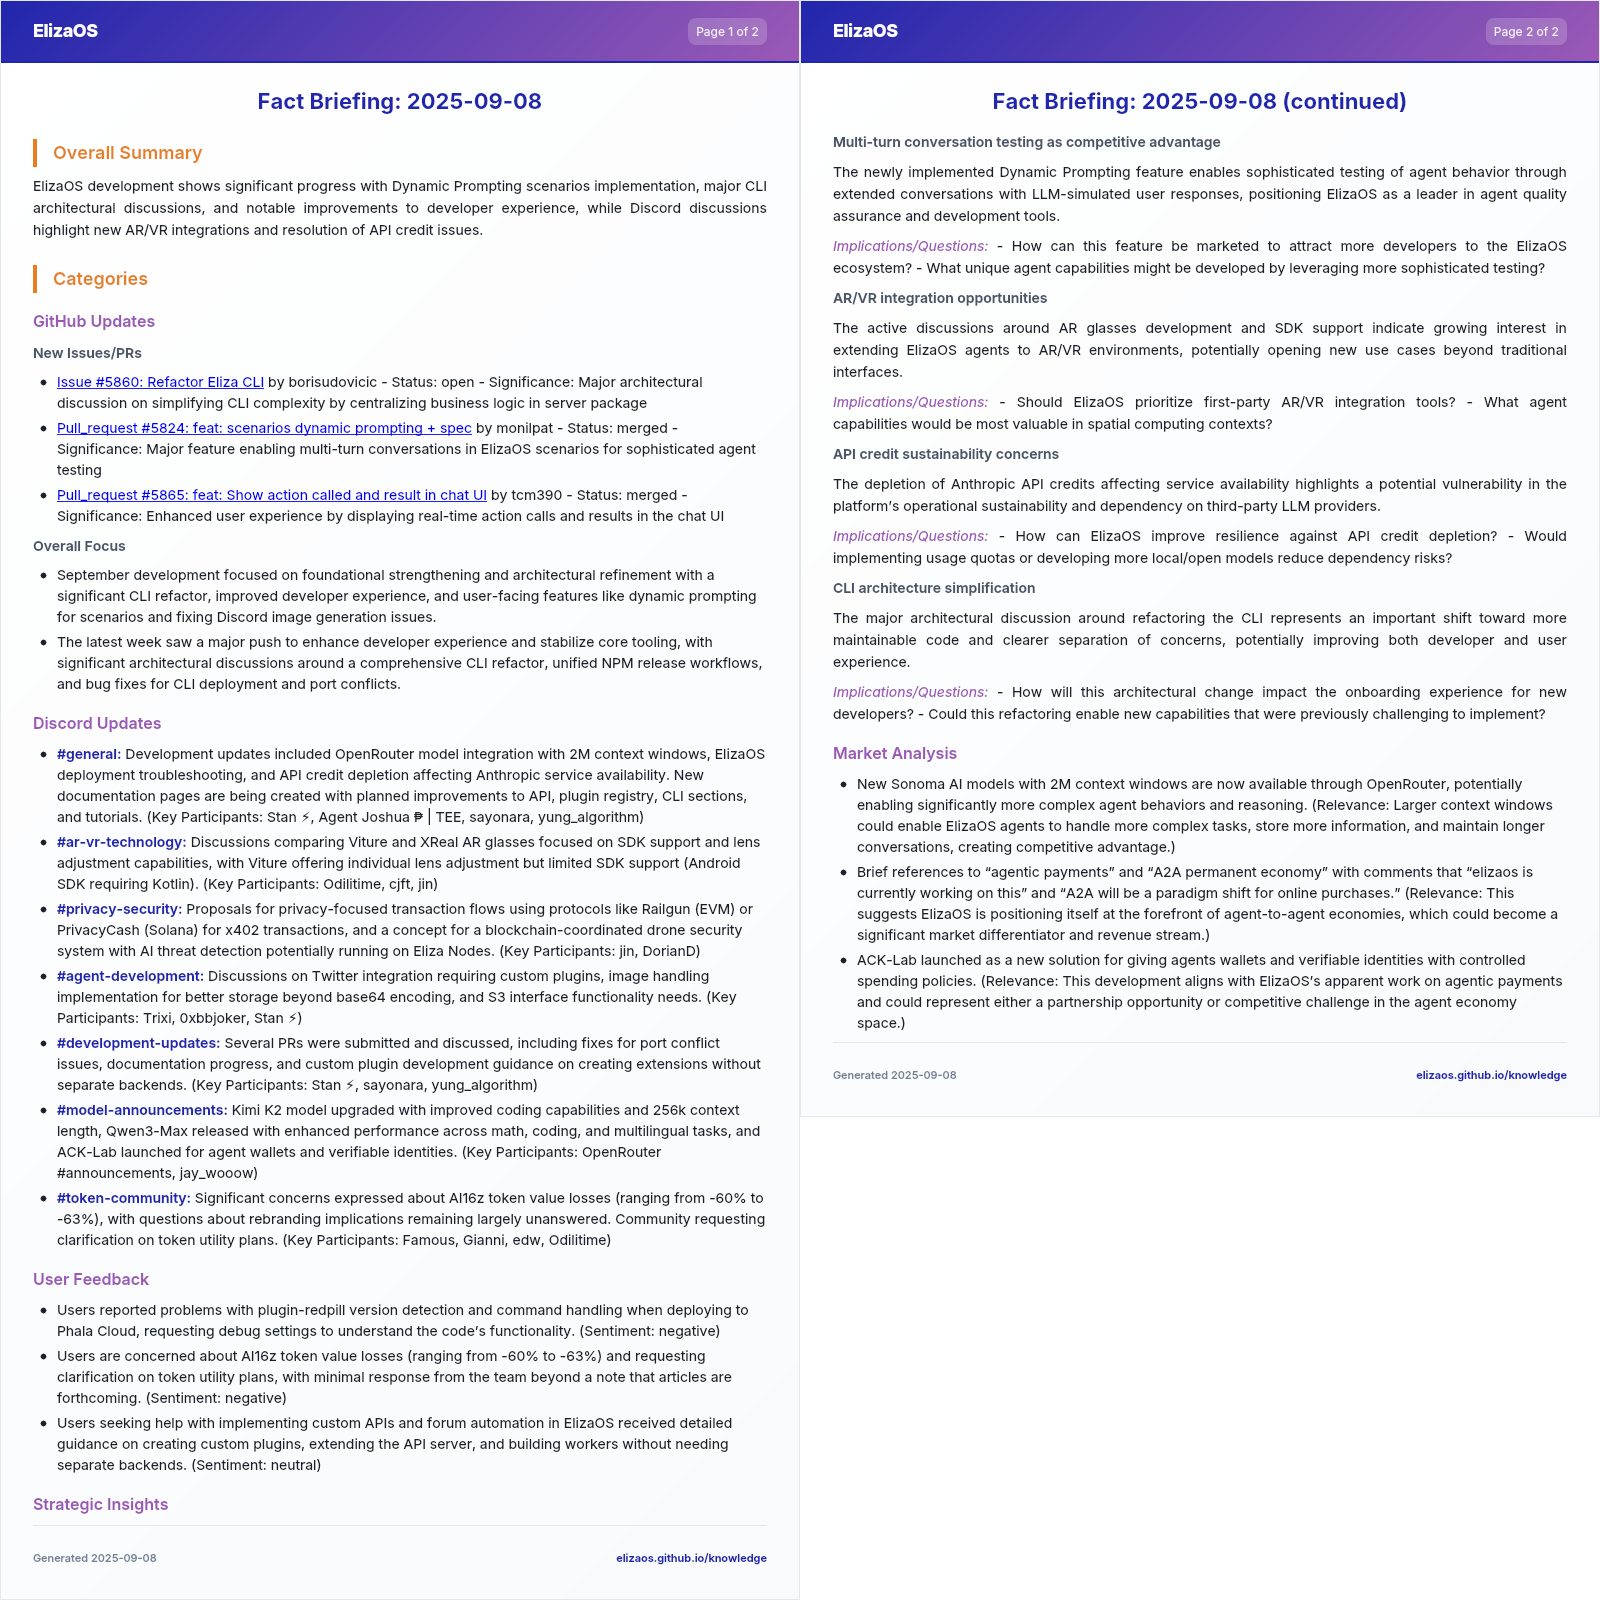 ElizaOS
Page 1 of 2
Fact Briefing: 2025-09-08
Overall Summary
ElizaOS development shows significant progress with Dynamic Prompting scenarios implementation, major CLI
architectural discussions, and notable improvements to developer experience, while Discord discussions
highlight new AR/VR integrations and resolution of API credit issues.
Categories
GitHub Updates
New Issues/PRs
• Issue #5860: Refactor Eliza CLI by borisudovicic - Status: open - Significance: Major architectural
discussion on simplifying CLI complexity by centralizing business logic in server package
• Pull_request #5824: feat: scenarios dynamic prompting + spec by monilpat - Status: merged -
Significance: Major feature enabling multi-turn conversations in ElizaOS scenarios for sophisticated agent
testing
• Pull_request #5865: feat: Show action called and result in chat UI by tcm390 - Status: merged -
Significance: Enhanced user experience by displaying real-time action calls and results in the chat UI
Overall Focus
• September development focused on foundational strengthening and architectural refinement with a
significant CLI refactor, improved developer experience, and user-facing features like dynamic prompting
for scenarios and fixing Discord image generation issues.
• The latest week saw a major push to enhance developer experience and stabilize core tooling, with
significant architectural discussions around a comprehensive CLI refactor, unified NPM release workflows,
and bug fixes for CLI deployment and port conflicts.
Discord Updates
• #general: Development updates included OpenRouter model integration with 2M context windows, ElizaOS
deployment troubleshooting, and API credit depletion affecting Anthropic service availability. New
documentation pages are being created with planned improvements to API, plugin registry, CLI sections,
and tutorials. (Key Participants: Stan ⚡, Agent Joshua ₱ | TEE, sayonara, yung_algorithm)
• #ar-vr-technology: Discussions comparing Viture and XReal AR glasses focused on SDK support and lens
adjustment capabilities, with Viture offering individual lens adjustment but limited SDK support (Android
SDK requiring Kotlin). (Key Participants: Odilitime, cjft, jin)
• #privacy-security: Proposals for privacy-focused transaction flows using protocols like Railgun (EVM) or
PrivacyCash (Solana) for x402 transactions, and a concept for a blockchain-coordinated drone security
system with AI threat detection potentially running on Eliza Nodes. (Key Participants: jin, DorianD)
• #agent-development: Discussions on Twitter integration requiring custom plugins, image handling
implementation for better storage beyond base64 encoding, and S3 interface functionality needs. (Key
Participants: Trixi, 0xbbjoker, Stan ⚡)
• #development-updates: Several PRs were submitted and discussed, including fixes for port conflict
issues, documentation progress, and custom plugin development guidance on creating extensions without
separate backends. (Key Participants: Stan ⚡, sayonara, yung_algorithm)
• #model-announcements: Kimi K2 model upgraded with improved coding capabilities and 256k context
length, Qwen3-Max released with enhanced performance across math, coding, and multilingual tasks, and
ACK-Lab launched for agent wallets and verifiable identities. (Key Participants: OpenRouter
#announcements, jay_wooow)
• #token-community: Significant concerns expressed about AI16z token value losses (ranging from -60% to
-63%), with questions about rebranding implications remaining largely unanswered. Community requesting
clarification on token utility plans. (Key Participants: Famous, Gianni, edw, Odilitime)
User Feedback
• Users reported problems with plugin-redpill version detection and command handling when deploying to
Phala Cloud, requesting debug settings to understand the code’s functionality. (Sentiment: negative)
• Users are concerned about AI16z token value losses (ranging from -60% to -63%) and requesting
clarification on token utility plans, with minimal response from the team beyond a note that articles are
forthcoming. (Sentiment: negative)
• Users seeking help with implementing custom APIs and forum automation in ElizaOS received detailed
guidance on creating custom plugins, extending the API server, and building workers without needing
separate backends. (Sentiment: neutral)
Strategic Insights
Generated 2025-09-08
elizaos.github.io/knowledge
ElizaOS
Page 2 of 2
Fact Briefing: 2025-09-08 (continued)
Multi-turn conversation testing as competitive advantage
The newly implemented Dynamic Prompting feature enables sophisticated testing of agent behavior through
extended conversations with LLM-simulated user responses, positioning ElizaOS as a leader in agent quality
assurance and development tools.
Implications/Questions: - How can this feature be marketed to attract more developers to the ElizaOS
ecosystem? - What unique agent capabilities might be developed by leveraging more sophisticated testing?
AR/VR integration opportunities
The active discussions around AR glasses development and SDK support indicate growing interest in
extending ElizaOS agents to AR/VR environments, potentially opening new use cases beyond traditional
interfaces.
Implications/Questions: - Should ElizaOS prioritize first-party AR/VR integration tools? - What agent
capabilities would be most valuable in spatial computing contexts?
API credit sustainability concerns
The depletion of Anthropic API credits affecting service availability highlights a potential vulnerability in the
platform’s operational sustainability and dependency on third-party LLM providers.
Implications/Questions: - How can ElizaOS improve resilience against API credit depletion? - Would
implementing usage quotas or developing more local/open models reduce dependency risks?
CLI architecture simplification
The major architectural discussion around refactoring the CLI represents an important shift toward more
maintainable code and clearer separation of concerns, potentially improving both developer and user
experience.
Implications/Questions: - How will this architectural change impact the onboarding experience for new
developers? - Could this refactoring enable new capabilities that were previously challenging to implement?
Market Analysis
• New Sonoma AI models with 2M context windows are now available through OpenRouter, potentially
enabling significantly more complex agent behaviors and reasoning. (Relevance: Larger context windows
could enable ElizaOS agents to handle more complex tasks, store more information, and maintain longer
conversations, creating competitive advantage.)
• Brief references to “agentic payments” and “A2A permanent economy” with comments that “elizaos is
currently working on this” and “A2A will be a paradigm shift for online purchases.” (Relevance: This
suggests ElizaOS is positioning itself at the forefront of agent-to-agent economies, which could become a
significant market differentiator and revenue stream.)
• ACK-Lab launched as a new solution for giving agents wallets and verifiable identities with controlled
spending policies. (Relevance: This development aligns with ElizaOS’s apparent work on agentic payments
and could represent either a partnership opportunity or competitive challenge in the agent economy
space.)
Generated 2025-09-08
elizaos.github.io/knowledge